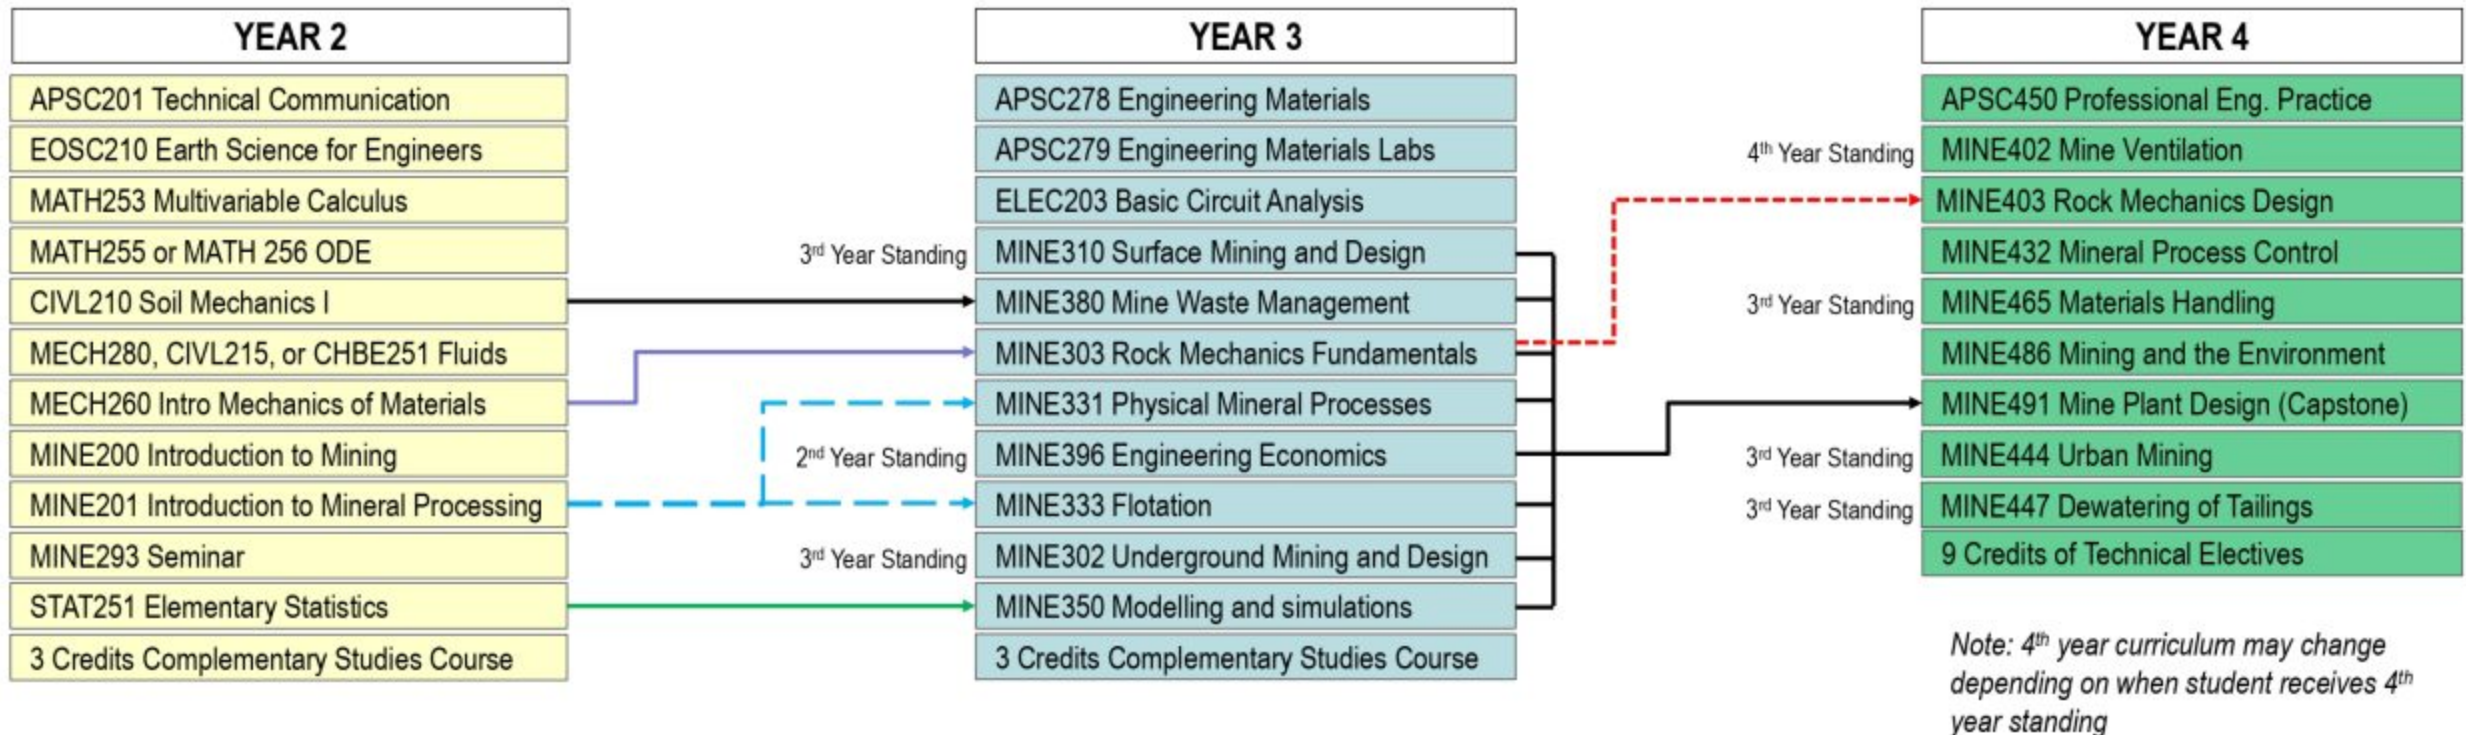 YEAR 2
APSC201 Technical Communication
EOSC210 Earth Science for Engineers
MATH253 Multivariable Calculus
MATH255 or MATH 256 ODE
CIVL210 Soil Mechanics I
MECH280, CIVL215, or CHBE251 Fluids
MECH260 Intro Mechanics of Materials
MINE200 Introduction to Mining
MINE201 Introduction to Mineral Processing
MINE293 Seminar
STAT251 Elementary Statistics
3 Credits Complementary Studies Course
YEAR 3
APSC278 Engineering Materials
APSC279 Engineering Materials Labs
ELEC203 Basic Circuit Analysis
3rd Year Standing
MINE310 Surface Mining and Design
MINE380 Mine Waste Management
MINE303 Rock Mechanics Fundamentals
MINE331 Physical Mineral Processes
2nd Year Standing
MINE396 Engineering Economics
MINE333 Flotation
3rd Year Standing
MINE302 Underground Mining and Design
MINE350 Modelling and simulations
3 Credits Complementary Studies Course
YEAR 4
APSC450 Professional Eng. Practice
4th Year Standing
MINE402 Mine Ventilation
MINE403 Rock Mechanics Design
MINE432 Mineral Process Control
3rd Year Standing
MINE465 Materials Handling
MINE486 Mining and the Environment
MINE491 Mine Plant Design (Capstone)
3rd Year Standing
MINE444 Urban Mining
3rd Year Standing
MINE447 Dewatering of Tailings
9 Credits of Technical Electives
Note: 4th year curriculum may change
depending on when student receives 4th
year standing